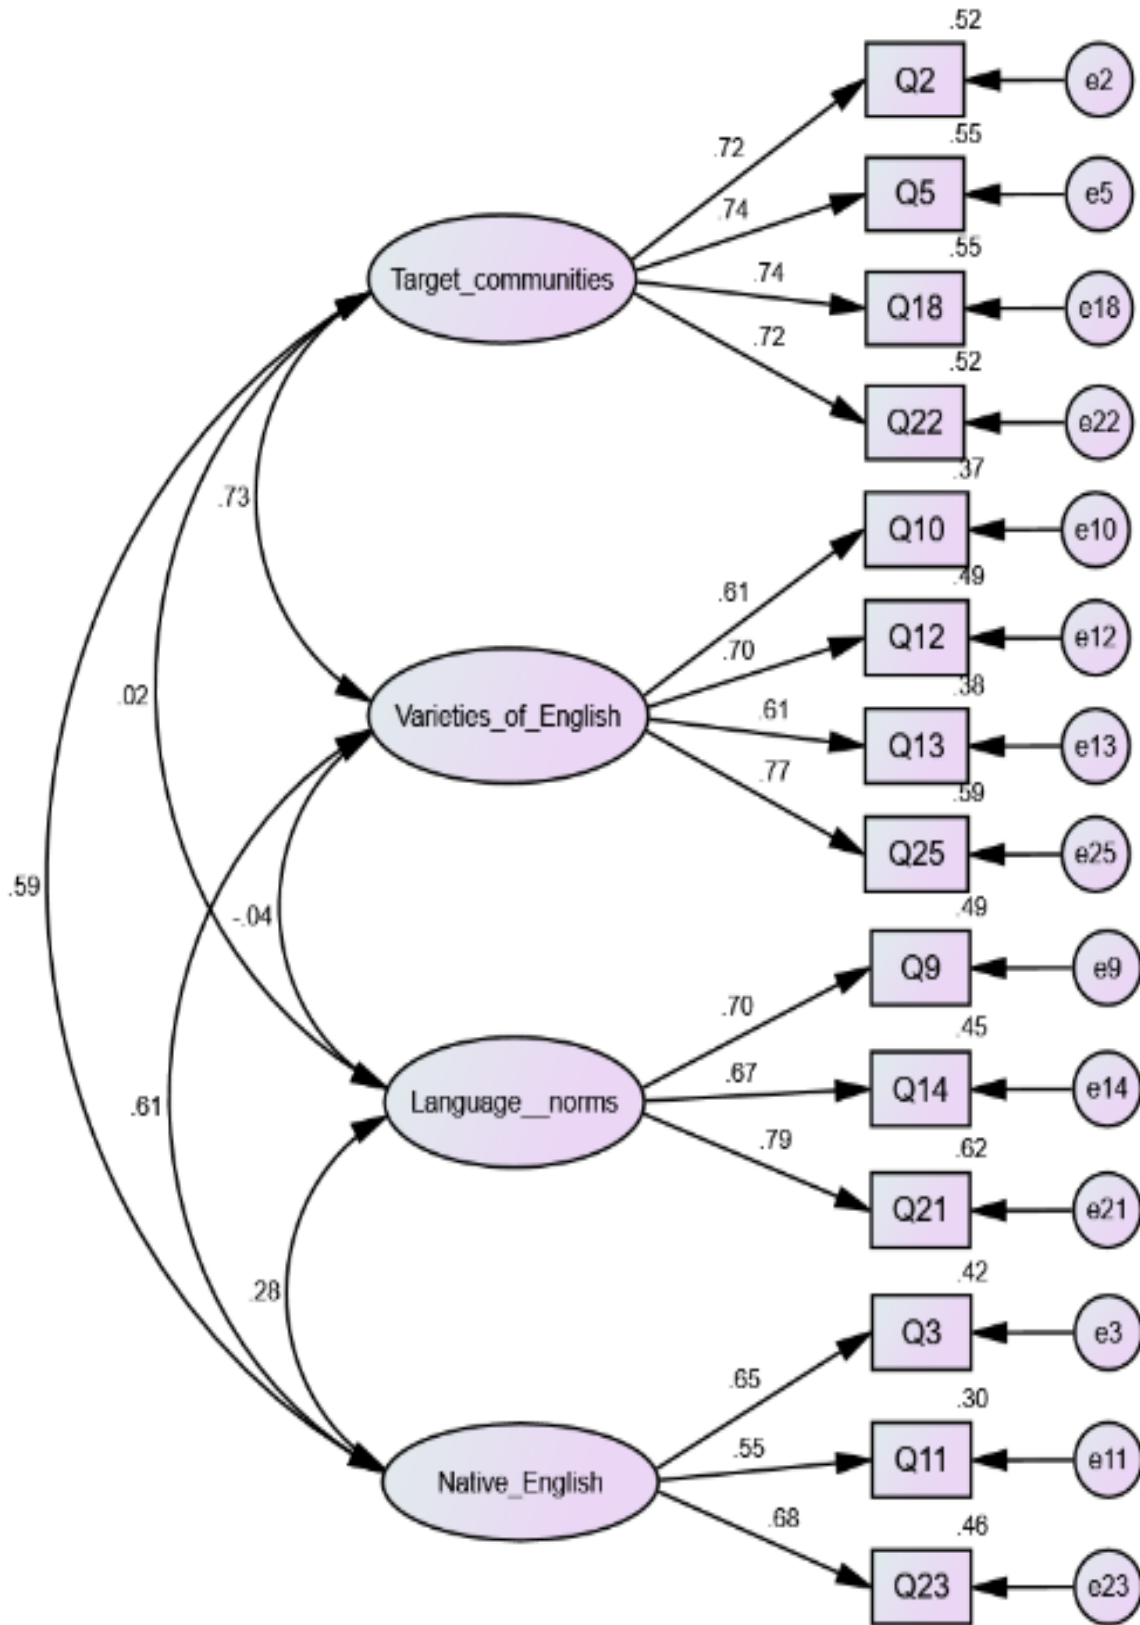 .52
Q2
e2
.72
.55
Q5
e5
.74
.55
Target_communities
.74
Q18
e18
.72
.52
Q22
e22
.37
.73
Q10
e10
.61
.49
Q12
e12
.70
.38
.02
Varieties_of_English
.61
Q13
e13
.77
.59
Q25
e25
.59
-.04
.49
Q9
e9
.70
.45
.67
Q14
e14
Language__norms
.61
.79
.62
Q21
e21
.28
.42
Q3
e3
.65
.30
.55
Q11
e11
Native_English
.68
.46
Q23
e23